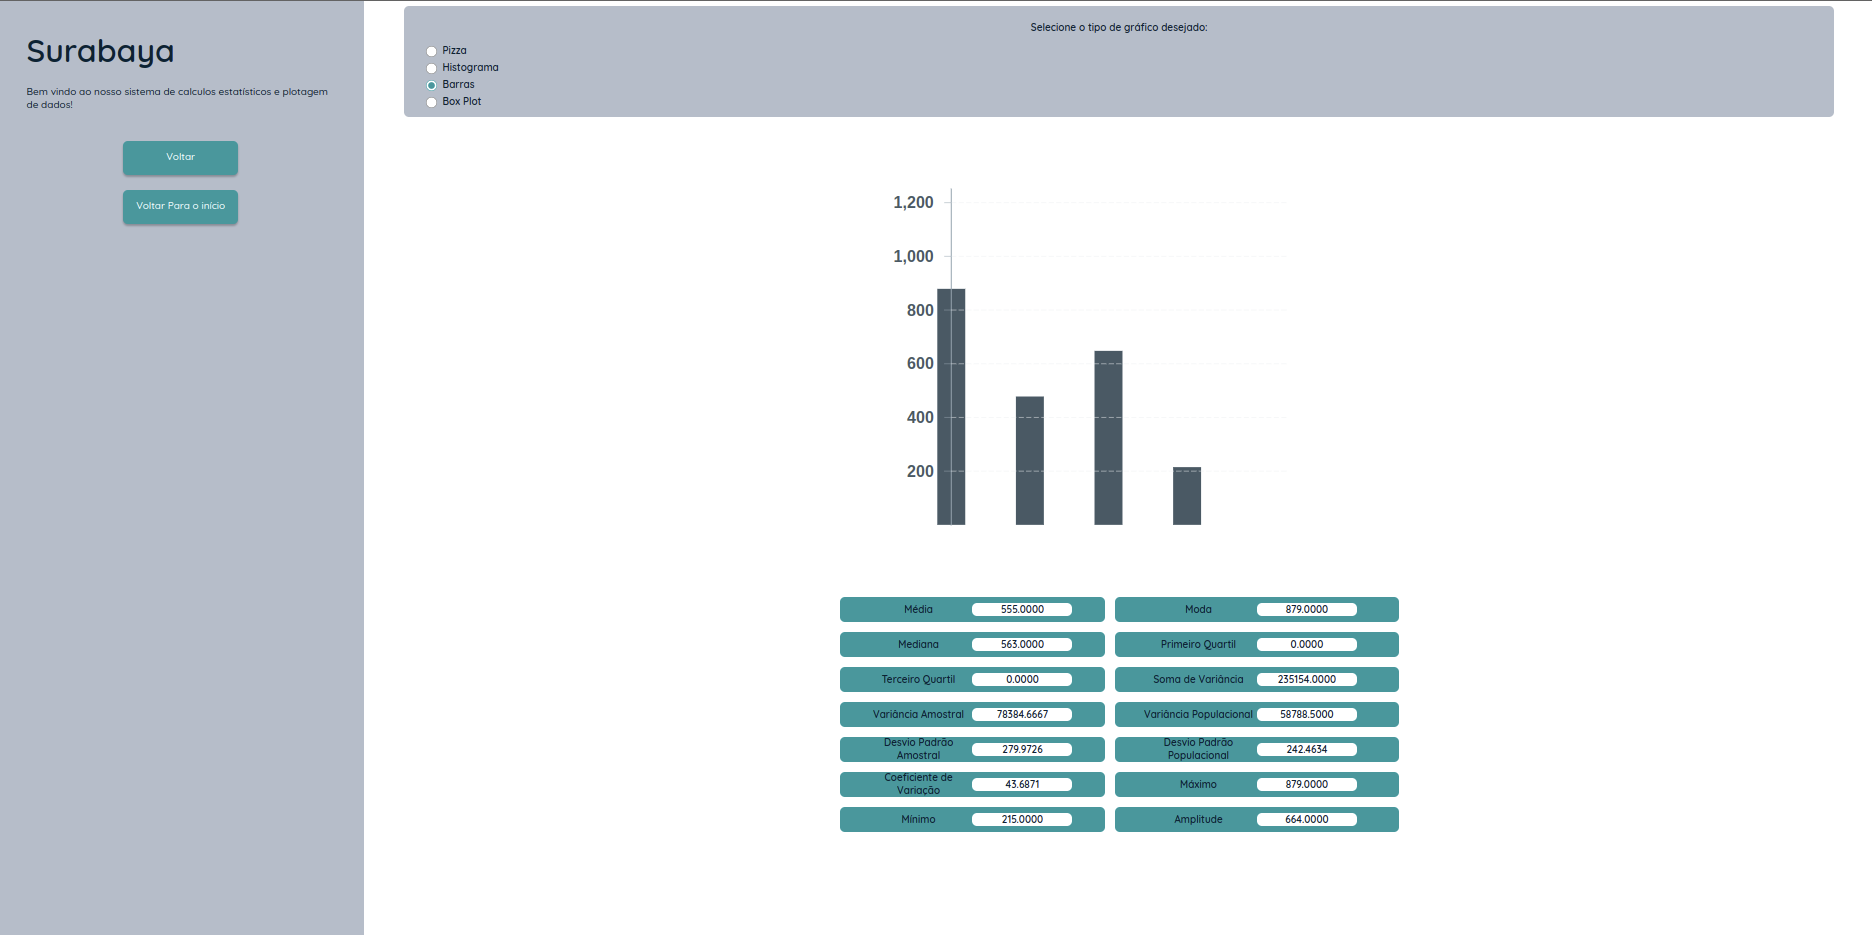 Surabaya
Bem vindo ao nosso sistema de calculos estatísticos e plotagem
de dados!
Voltar
Voltar Para o início
Selecione o tipo de gráfico desejado:
Pizza
Histograma
Barras
Box Plot
1,200
1,000
800
600
400
200
Média 555.0000 Moda 879.0000
Mediana 563.0000 Primeiro Quartil 0.0000
Terceiro Quartil 0.0000 Soma de Variância 235154.0000
Variância Amostral 78384.6667 Variância Populacional 58788.5000
Desvio Padrão
Amostral 279.9726
Desvio Padrão
Populacional 242.4634
Coeficiente de
Variação 43.6871
Máximo 879.0000
Mínimo 215.0000 Amplitude 664.0000